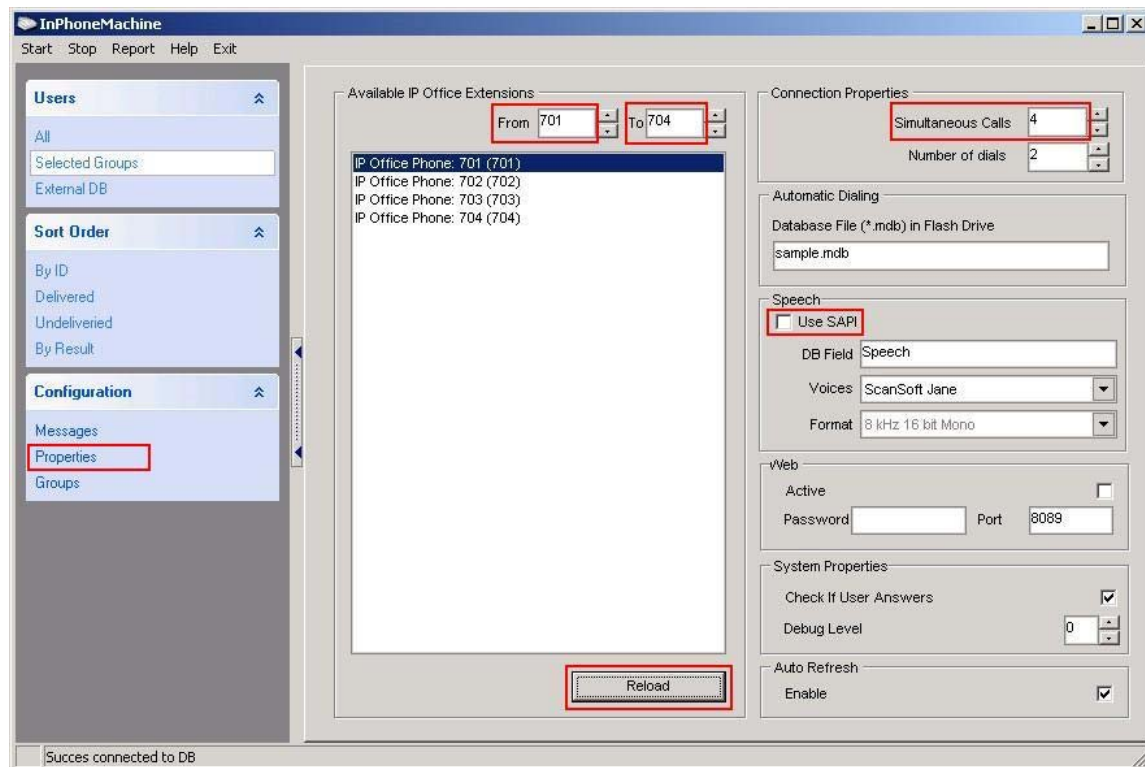 InPhoneMachine
Start Stop Report Help Exit
Users
All
Selected Groups
External DB
Sort Order
By ID
Delivered
Undeliveried
By Result
Configuration
Messages
Properties
Groups
Available IP Office Extensions
From 701 To 704
IP Office Phone: 701 (701)
IP Office Phone: 702 (702)
IP Office Phone: 703 (703)
IP Office Phone: 704 (704)
Reload
Connection Properties
Simultaneous Calls 4
Number of dials 2
Automatic Dialing
Database File (*.mdb) in Flash Drive
sample.mdb
Speech
Use SAPI
DB Field Speech
Voices ScanSoft Jane
Format 8 kHz 16 bit Mono
Web
Active
Password Port 8089
System Properties
Check If User Answers
Debug Level 0
Auto Refresh
Enable
Succes connected to DB